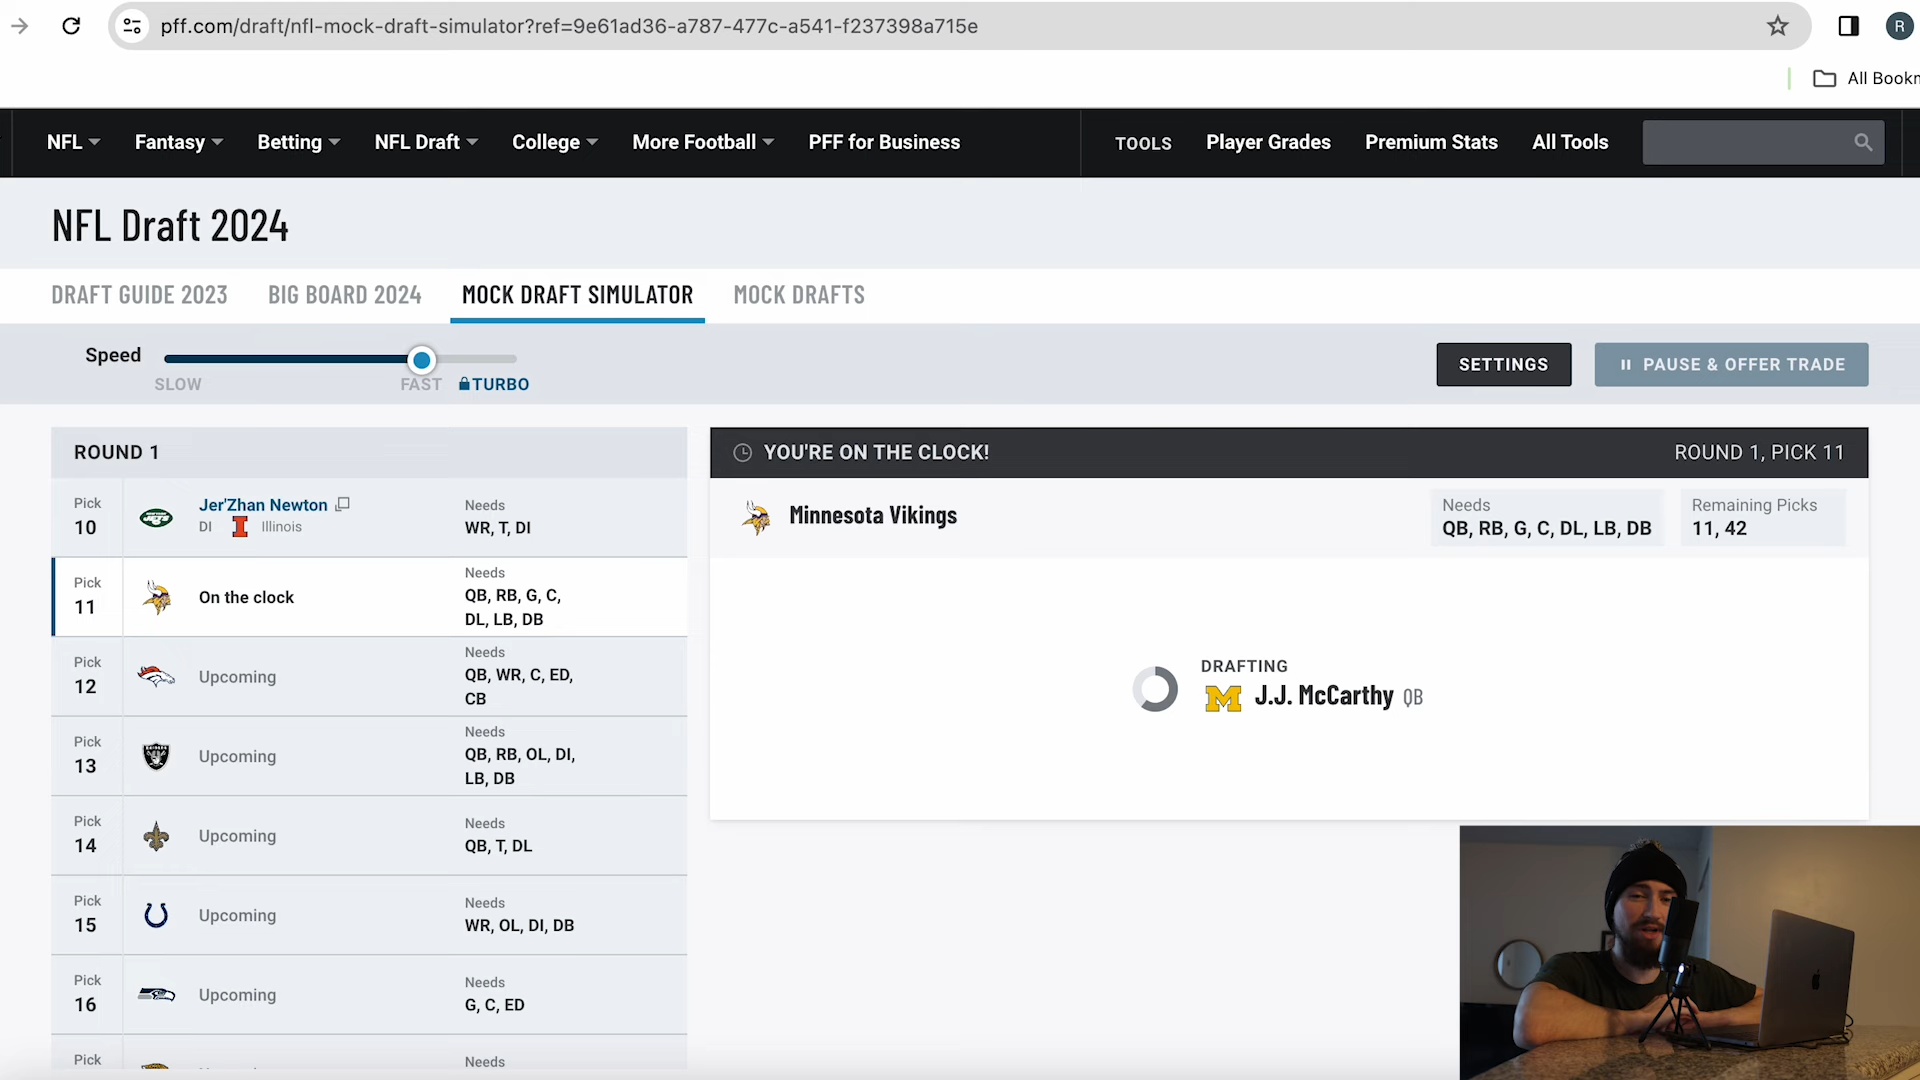 pff.com/draft/nfl-mock-draft-simulator?ref=9e61ad36-a787-477c-a541-f237398a715e
R
All Bookm
NFL Fantasy Betting NFL Draft College More Football PFF for Business TOOLS Player Grades Premium Stats All Tools
NFL Draft 2024
DRAFT GUIDE 2023 BIG BOARD 2024 MOCK DRAFT SIMULATOR MOCK DRAFTS
Speed
SLOW FAST TURBO
SETTINGS
PAUSE & OFFER TRADE
ROUND 1
Pick
10
Jer'Zhan Newton
DI I Illinois
Needs
WR, T, DI
Pick
11
On the clock
Needs
QB, RB, G, C,
DL, LB, DB
Pick
12
Upcoming
Needs
QB, WR, C, ED,
CB
Pick
13
Upcoming
Needs
QB, RB, OL, DI,
LB, DB
Pick
14
Upcoming
Needs
QB, T, DL
Pick
15
Upcoming
Needs
WR, OL, DI, DB
Pick
16
Upcoming
Needs
G, C, ED
Pick
Needs
YOU'RE ON THE CLOCK!
ROUND 1, PICK 11
Minnesota Vikings
Needs
QB, RB, G, C, DL, LB, DB
Remaining Picks
11, 42
DRAFTING
M J.J. McCarthy QB